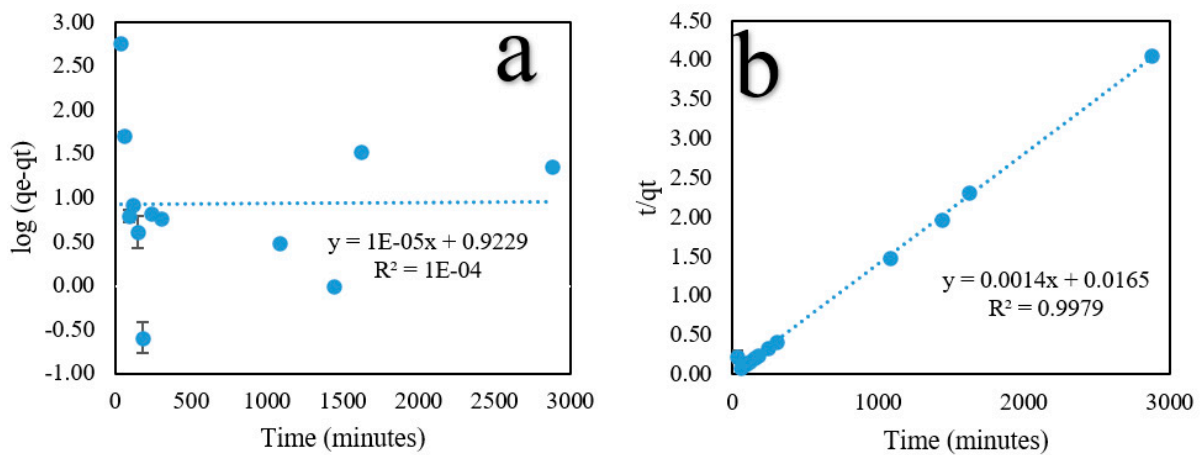 a
3.00
2.50
2.00
1.50
1.00
0.50
0.00
-0.50
-1.00
log (qe-qt)
y = 1E-05x + 0.9229
R² = 1E-04
0 500 1000 1500 2000 2500 3000
Time (minutes)
b
4.50
4.00
3.50
3.00
2.50
2.00
1.50
1.00
0.50
0.00
t/qt
y = 0.0014x + 0.0165
R² = 0.9979
0 1000 2000 3000
Time (minutes)